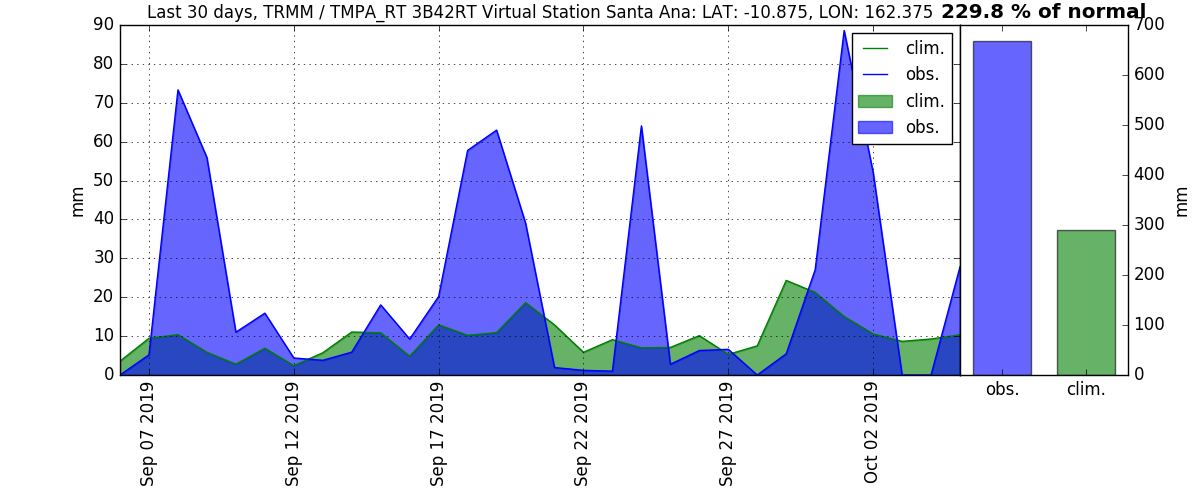 Last 30 days, TRMM / TMPA_RT 3B42RT Virtual Station Santa Ana: LAT: -10.875, LON: 162.375 229.8 % of normal
90
80
70
60
50
40
30
20
10
0
mm
Sep 07 2019
Sep 12 2019
Sep 17 2019
Sep 22 2019
Sep 27 2019
Oct 02 2019
clim.
obs.
clim.
obs.
700
600
500
400
300
200
100
0
mm
obs. clim.